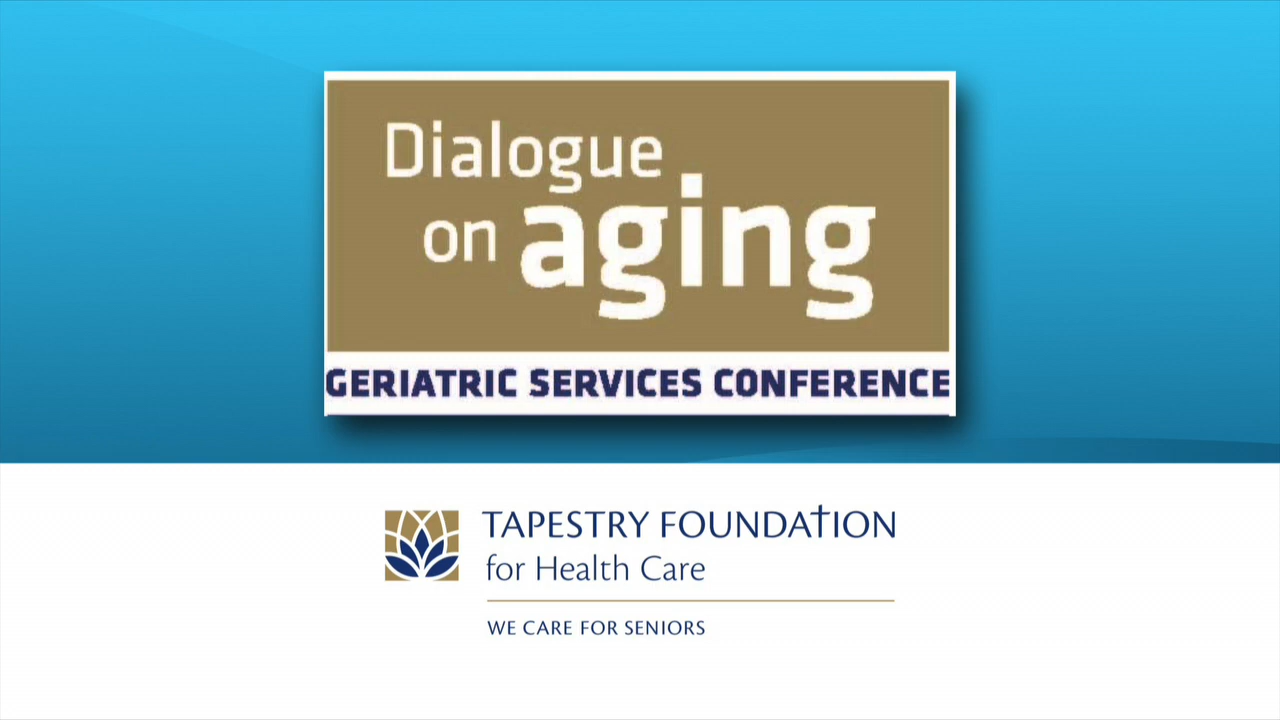 Dialogue
on aging
GERIATRIC SERVICES CONFERENCE
TAPESTRY FOUNDATION
for Health Care
WE CARE FOR SENIORS